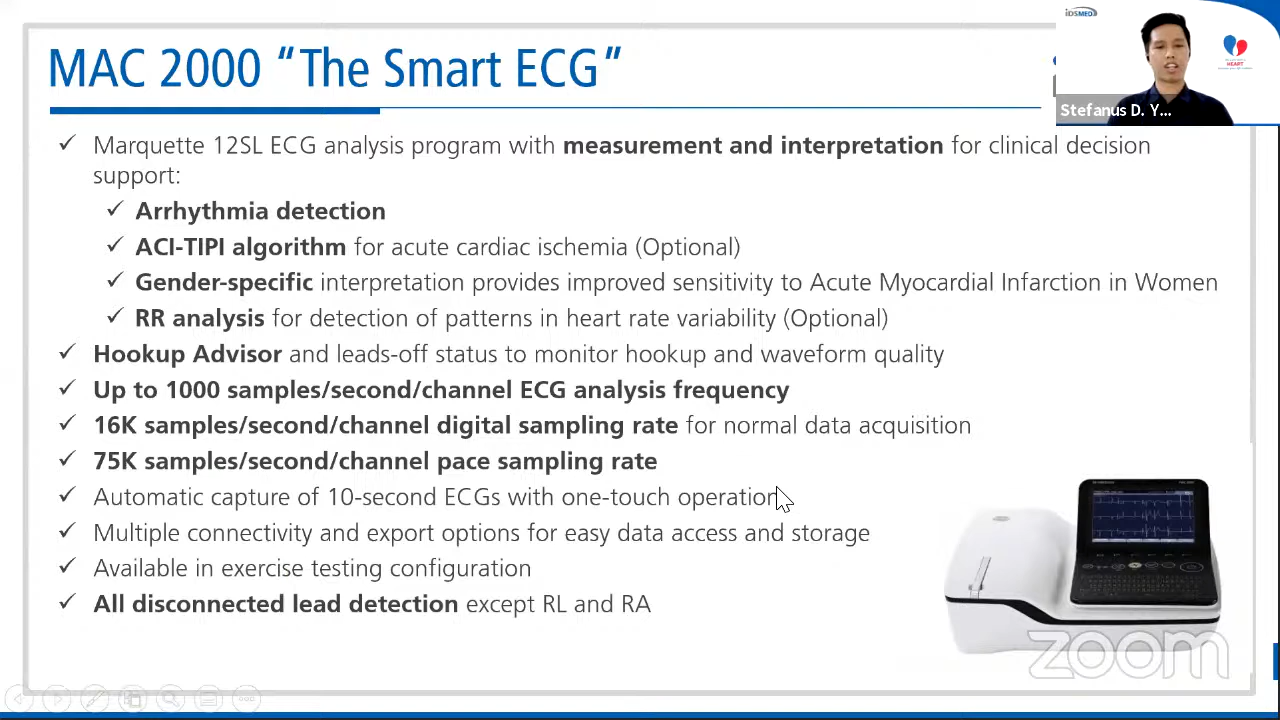 iDSMED
MAC 2000 “The Smart ECG”
HEART
Stefanus D. Y...
✓ Marquette 12SL ECG analysis program with measurement and interpretation for clinical decision
support:
✓ Arrhythmia detection
✓ ACI-TIPI algorithm for acute cardiac ischemia (Optional)
✓ Gender-specific interpretation provides improved sensitivity to Acute Myocardial Infarction in Women
✓ RR analysis for detection of patterns in heart rate variability (Optional)
✓ Hookup Advisor and leads-off status to monitor hookup and waveform quality
✓ Up to 1000 samples/second/channel ECG analysis frequency
✓ 16K samples/second/channel digital sampling rate for normal data acquisition
✓ 75K samples/second/channel pace sampling rate
✓ Automatic capture of 10-second ECGs with one-touch operation
✓ Multiple connectivity and export options for easy data access and storage
✓ Available in exercise testing configuration
✓ All disconnected lead detection except RL and RA
zoom